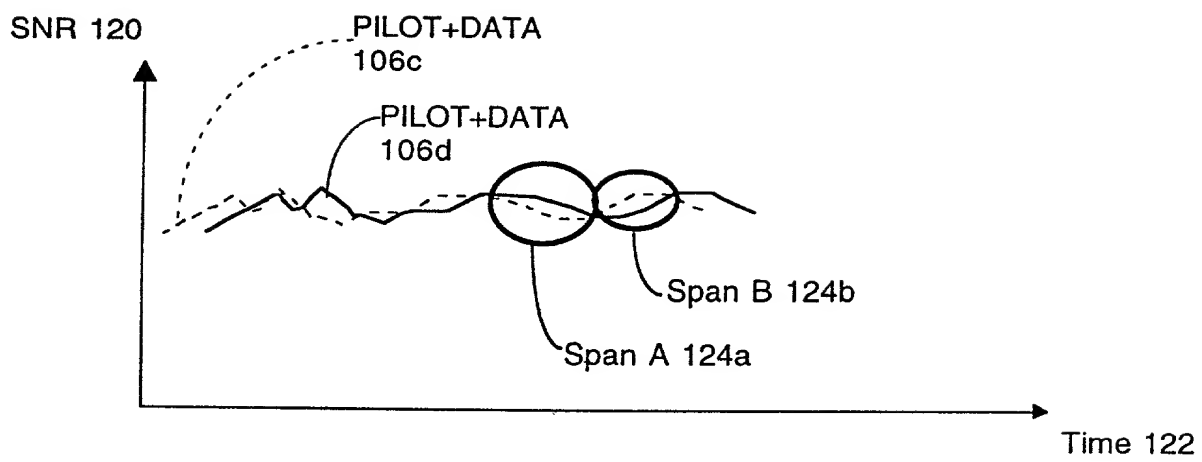 SNR 120
PILOT+DATA
106c
PILOT+DATA
106d
Span B 124b
Span A 124a
Time 122